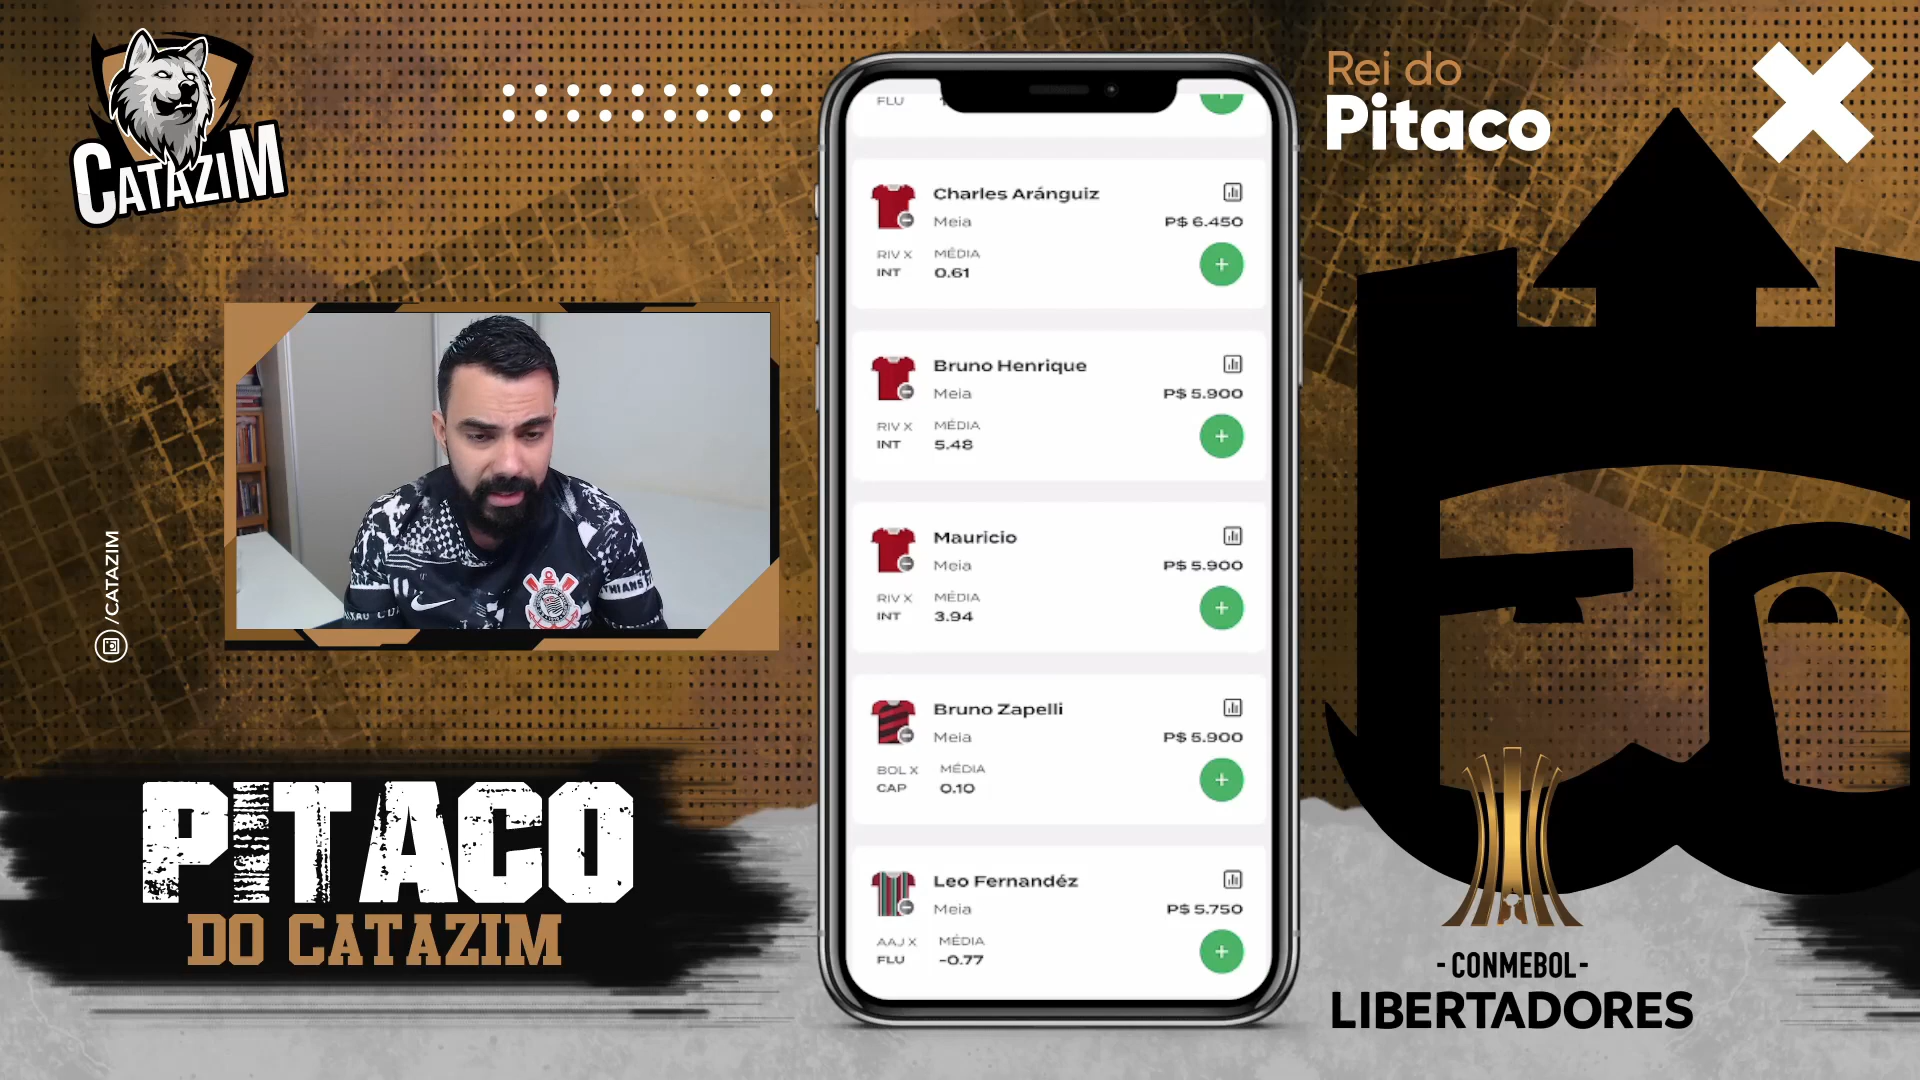 CATAZIM
/CATAZIM
THIANS
PITACO
DO CATAZIM
FLU
Charles Aránguiz
Meia
P$ 6.450
RIV X
INT
MÉDIA
0.61
Bruno Henrique
Meia
P$ 5.900
RIV X
INT
MÉDIA
5.48
Mauricio
Meia
P$ 5.900
RIV X
INT
MÉDIA
3.94
Bruno Zapelli
Meia
P$ 5.900
BOL X
CAP
MÉDIA
0.10
Leo Fernandéz
Meia
P$ 5.750
AAJ X
FLU
MÉDIA
-0.77
Rei do
Pitaco
-CONMEBOL-
LIBERTADORES